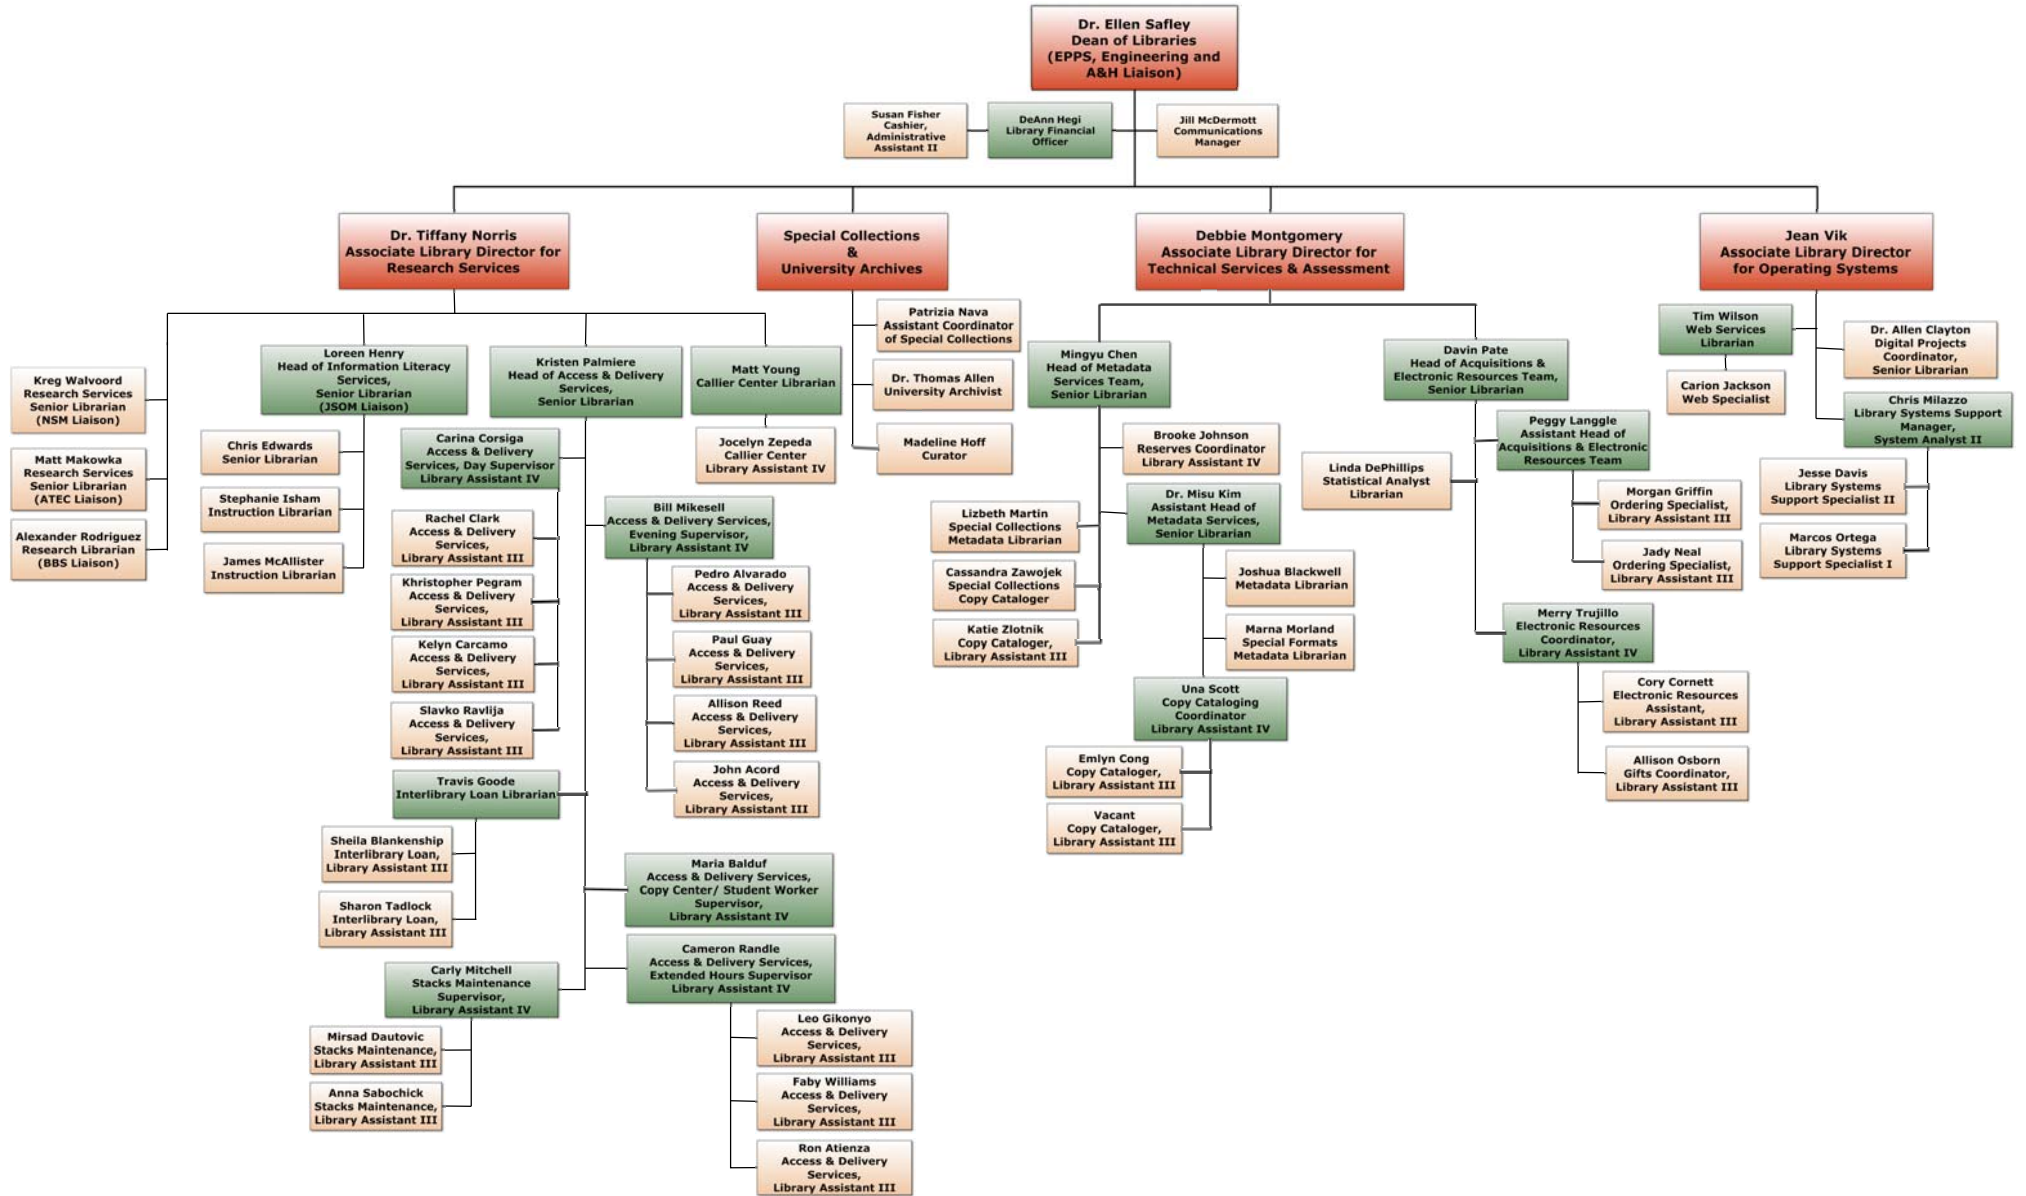 Dr. Ellen Safley
Dean of Libraries
(EPPS, Engineering and
A&H Liaison)
Susan Fisher
Cashier,
Administrative
Assistant II
DeAnn Hegi
Library Financial
Officer
Jill McDermott
Communications
Manager
Dr. Tiffany Norris
Associate Library Director for
Research Services
Special Collections
&
University Archives
Debbie Montgomery
Associate Library Director for
Technical Services & Assessment
Jean Vik
Associate Library Director
for Operating Systems
Kreg Walvoord
Research Services
Senior Librarian
(NSM Liaison)
Matt Makowka
Research Services
Senior Librarian
(ATEC Liaison)
Alexander Rodriguez
Research Librarian
(BBS Liaison)
Loreen Henry
Head of Information Literacy
Services,
Senior Librarian
(JSOM Liaison)
Chris Edwards
Senior Librarian
Stephanie Isham
Instruction Librarian
James McAllister
Instruction Librarian
Kristen Palmiere
Head of Access & Delivery
Services,
Senior Librarian
Carina Corsiga
Access & Delivery
Services, Day Supervisor
Library Assistant IV
Rachel Clark
Access & Delivery
Services,
Library Assistant III
Khristopher Pegram
Access & Delivery
Services,
Library Assistant III
Kelyn Carcamo
Access & Delivery
Services,
Library Assistant III
Slavko Ravlija
Access & Delivery
Services,
Library Assistant III
Bill Mikesell
Access & Delivery Services,
Evening Supervisor,
Library Assistant IV
Pedro Alvarado
Access & Delivery
Services,
Library Assistant III
Paul Guay
Access & Delivery
Services,
Library Assistant III
Allison Reed
Access & Delivery
Services,
Library Assistant III
John Acord
Access & Delivery
Services,
Library Assistant III
Travis Goode
Interlibrary Loan Librarian
Sheila Blankenship
Interlibrary Loan,
Library Assistant III
Sharon Tadlock
Interlibrary Loan,
Library Assistant III
Maria Balduf
Access & Delivery Services,
Copy Center/ Student Worker
Supervisor,
Library Assistant IV
Cameron Randle
Access & Delivery Services,
Extended Hours Supervisor
Library Assistant IV
Leo Gikonyo
Access & Delivery
Services,
Library Assistant III
Faby Williams
Access & Delivery
Services,
Library Assistant III
Ron Atienza
Access & Delivery
Services,
Library Assistant III
Carly Mitchell
Stacks Maintenance
Supervisor,
Library Assistant IV
Mirsad Dautovic
Stacks Maintenance,
Library Assistant III
Anna Sabochick
Stacks Maintenance,
Library Assistant III
Matt Young
Callier Center Librarian
Jocelyn Zepeda
Callier Center
Library Assistant IV
Patrizia Nava
Assistant Coordinator
of Special Collections
Dr. Thomas Allen
University Archivist
Madeline Hoff
Curator
Mingyu Chen
Head of Metadata
Services Team,
Senior Librarian
Brooke Johnson
Reserves Coordinator
Library Assistant IV
Lizbeth Martin
Special Collections
Metadata Librarian
Cassandra Zawojek
Special Collections
Copy Cataloger
Katie Zlotnik
Copy Cataloger,
Library Assistant III
Dr. Misu Kim
Assistant Head of
Metadata Services,
Senior Librarian
Joshua Blackwell
Metadata Librarian
Marna Morland
Special Formats
Metadata Librarian
Una Scott
Copy Cataloging
Coordinator
Library Assistant IV
Emlyn Cong
Copy Cataloger,
Library Assistant III
Vacant
Copy Cataloger,
Library Assistant III
Davin Pate
Head of Acquisitions &
Electronic Resources Team,
Senior Librarian
Linda DePhillips
Statistical Analyst
Librarian
Peggy Langgle
Assistant Head of
Acquisitions & Electronic
Resources Team
Morgan Griffin
Ordering Specialist,
Library Assistant III
Jady Neal
Ordering Specialist,
Library Assistant III
Merry Trujillo
Electronic Resources
Coordinator,
Library Assistant IV
Cory Cornett
Electronic Resources
Assistant,
Library Assistant III
Allison Osborn
Gifts Coordinator,
Library Assistant III
Tim Wilson
Web Services
Librarian
Carion Jackson
Web Specialist
Dr. Allen Clayton
Digital Projects
Coordinator,
Senior Librarian
Chris Milazzo
Library Systems Support
Manager,
System Analyst II
Jesse Davis
Library Systems
Support Specialist II
Marcos Ortega
Library Systems
Support Specialist I